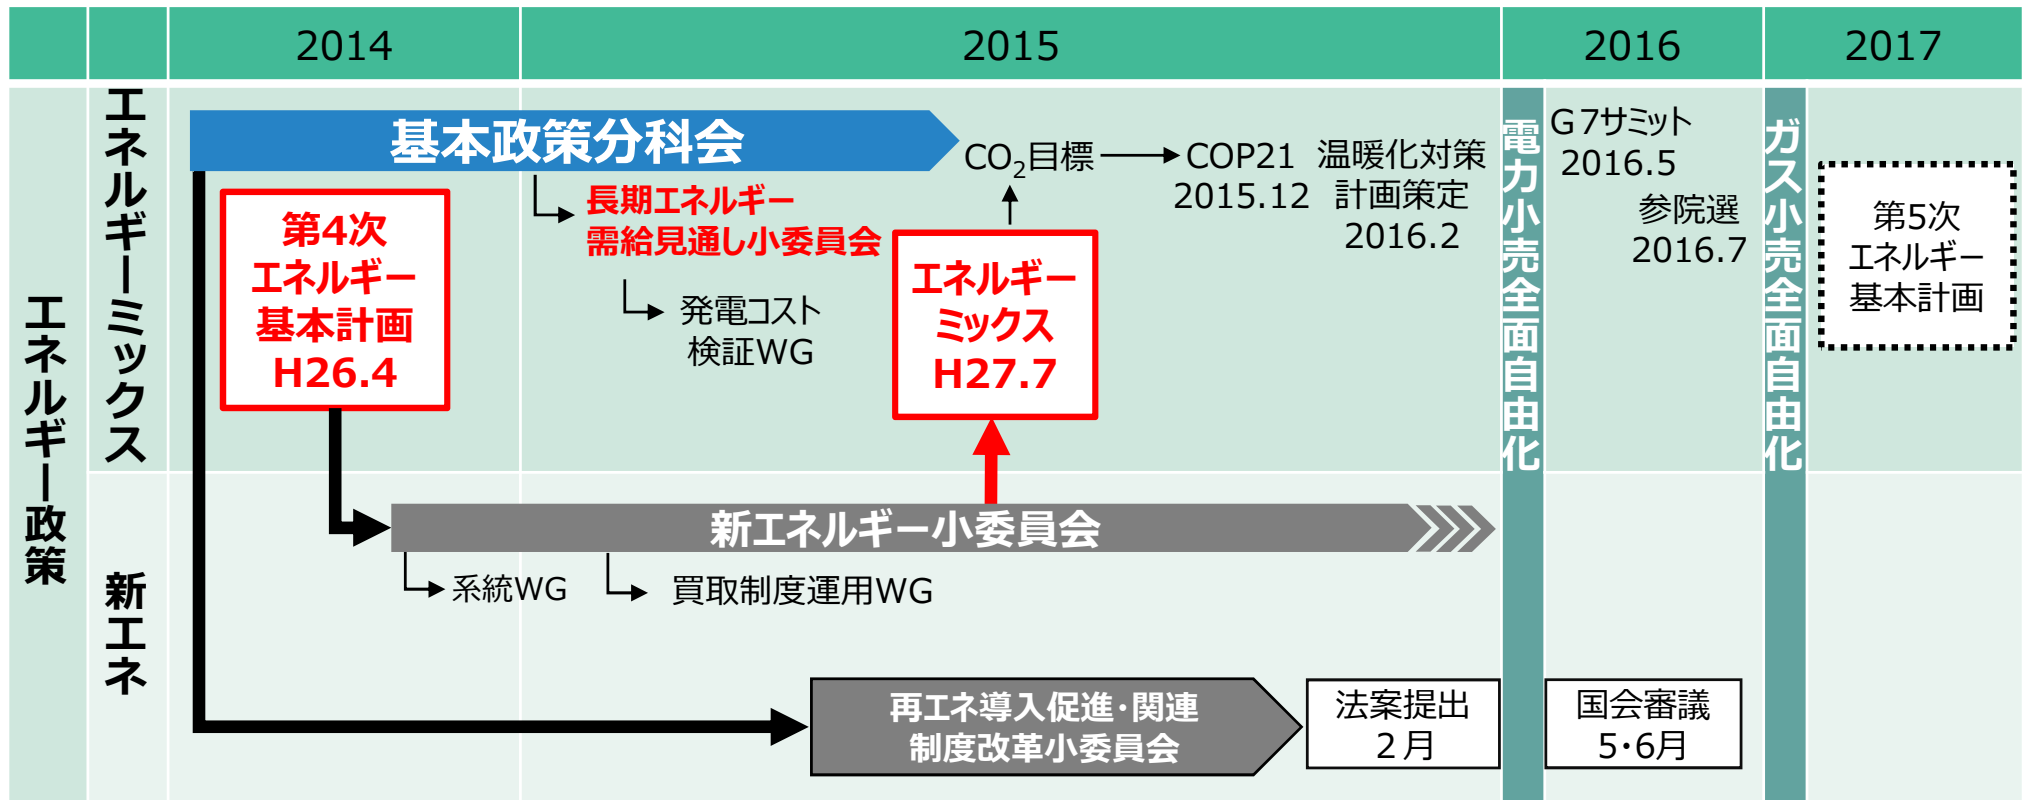 2014
2015
2016
2017
エネルギー政策
エネルギーミックス
基本政策分科会
第4次
エネルギー
基本計画
H26.4
長期エネルギー
需給見通し小委員会
発電コスト
検証WG
CO₂目標
エネルギー
ミックス
H27.7
COP21
2015.12
温暖化対策
計画策定
2016.2
電力小売全面自由化
G7サミット
2016.5
参院選
2016.7
ガス小売全面自由化
第5次
エネルギー
基本計画
新エネ
新エネルギー小委員会
系統WG
買取制度運用WG
再エネ導入促進・関連
制度改革小委員会
法案提出
2月
国会審議
5・6月